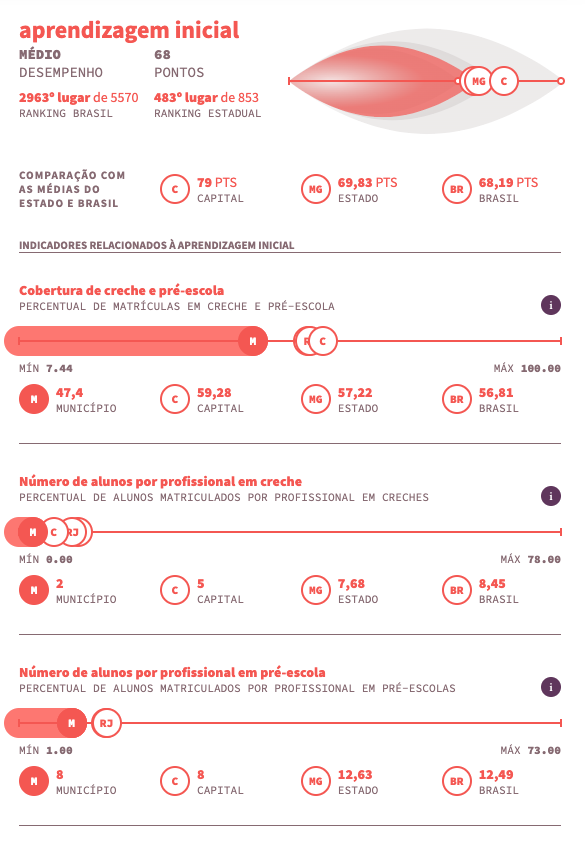 aprendizagem inicial
MÉDIO
DESEMPENHO
68
PONTOS
2963º lugar de 5570
RANKING BRASIL
483º lugar de 853
RANKING ESTADUAL
MG C
COMPARAÇÃO COM
AS MÉDIAS DO
ESTADO E BRASIL
C 79 PTS
CAPITAL
MG 69,83 PTS
ESTADO
BR 68,19 PTS
BRASIL
INDICADORES RELACIONADOS À APRENDIZAGEM INICIAL
Cobertura de creche e pré-escola
PERCENTUAL DE MATRÍCULAS EM CRECHE E PRÉ-ESCOLA
i
M C
MÍN 7.44
MÁX 100.00
M 47,4
MUNICÍPIO
C 59,28
CAPITAL
MG 57,22
ESTADO
BR 56,81
BRASIL
Número de alunos por profissional em creche
PERCENTUAL DE ALUNOS MATRICULADOS POR PROFISSIONAL EM CRECHES
i
M C RJ
MÍN 0.00
MÁX 78.00
M 2
MUNICÍPIO
C 5
CAPITAL
MG 7,68
ESTADO
BR 8,45
BRASIL
Número de alunos por profissional em pré-escola
PERCENTUAL DE ALUNOS MATRICULADOS POR PROFISSIONAL EM PRÉ-ESCOLAS
i
M RJ
MÍN 1.00
MÁX 73.00
M 8
MUNICÍPIO
C 8
CAPITAL
MG 12,63
ESTADO
BR 12,49
BRASIL